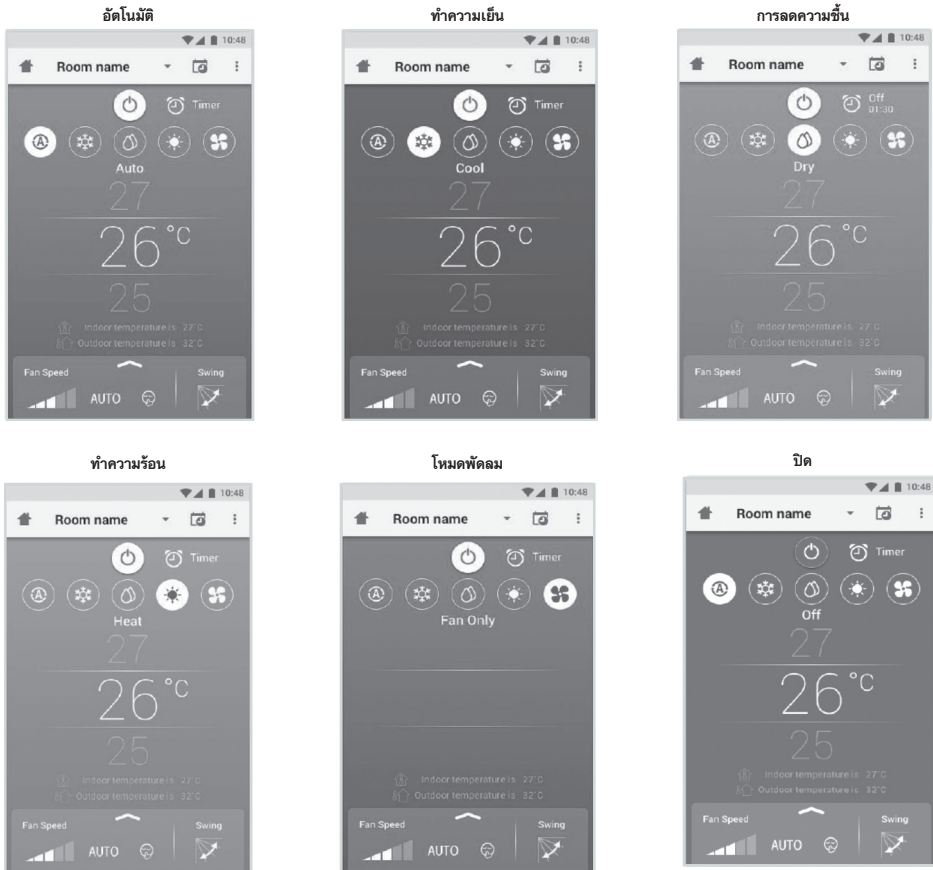 อัตโนมัติ
10:48
Room name
Timer
Auto
27
26°C
25
Indoor temperature is 27°C
Outdoor temperature is 32°C
Fan Speed
Swing
AUTO
ทำความเย็น
10:48
Room name
Timer
Cool
27
26°C
25
Indoor temperature is 27°C
Outdoor temperature is 32°C
Fan Speed
Swing
AUTO
การลดความชื้น
10:48
Room name
Off
01:30
Dry
27
26°C
25
Indoor temperature is 27°C
Outdoor temperature is 32°C
Fan Speed
Swing
AUTO
ทำความร้อน
10:48
Room name
Timer
Heat
27
26°C
25
Indoor temperature is 27°C
Outdoor temperature is 32°C
Fan Speed
Swing
AUTO
โหมดพัดลม
10:48
Room name
Timer
Fan Only
Indoor temperature is 27°C
Outdoor temperature is 32°C
Fan Speed
Swing
AUTO
ปิด
10:48
Room name
Timer
Off
27
26°C
25
Indoor temperature is 27°C
Outdoor temperature is 32°C
Fan Speed
Swing
AUTO